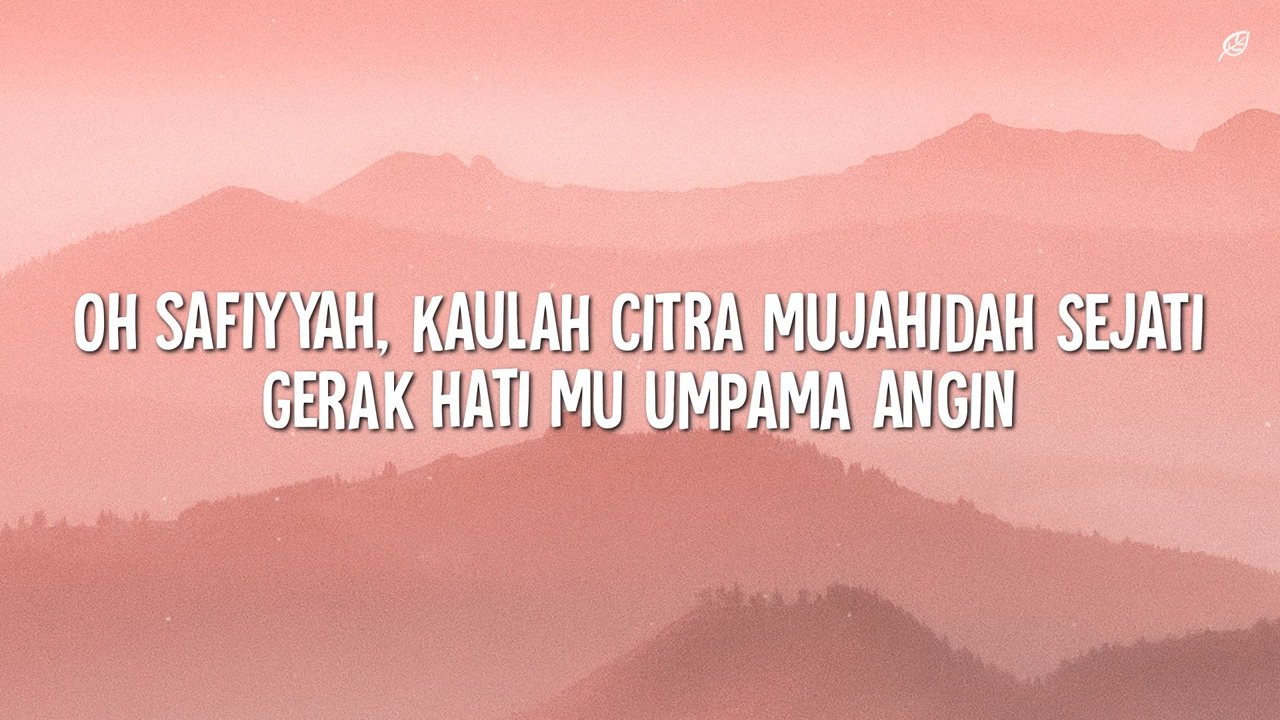 OH SAFIYYAH, KAULAH CITRA MUJAHIDAH SEJATI
GERAK HATI MU UMPAMA ANGIN